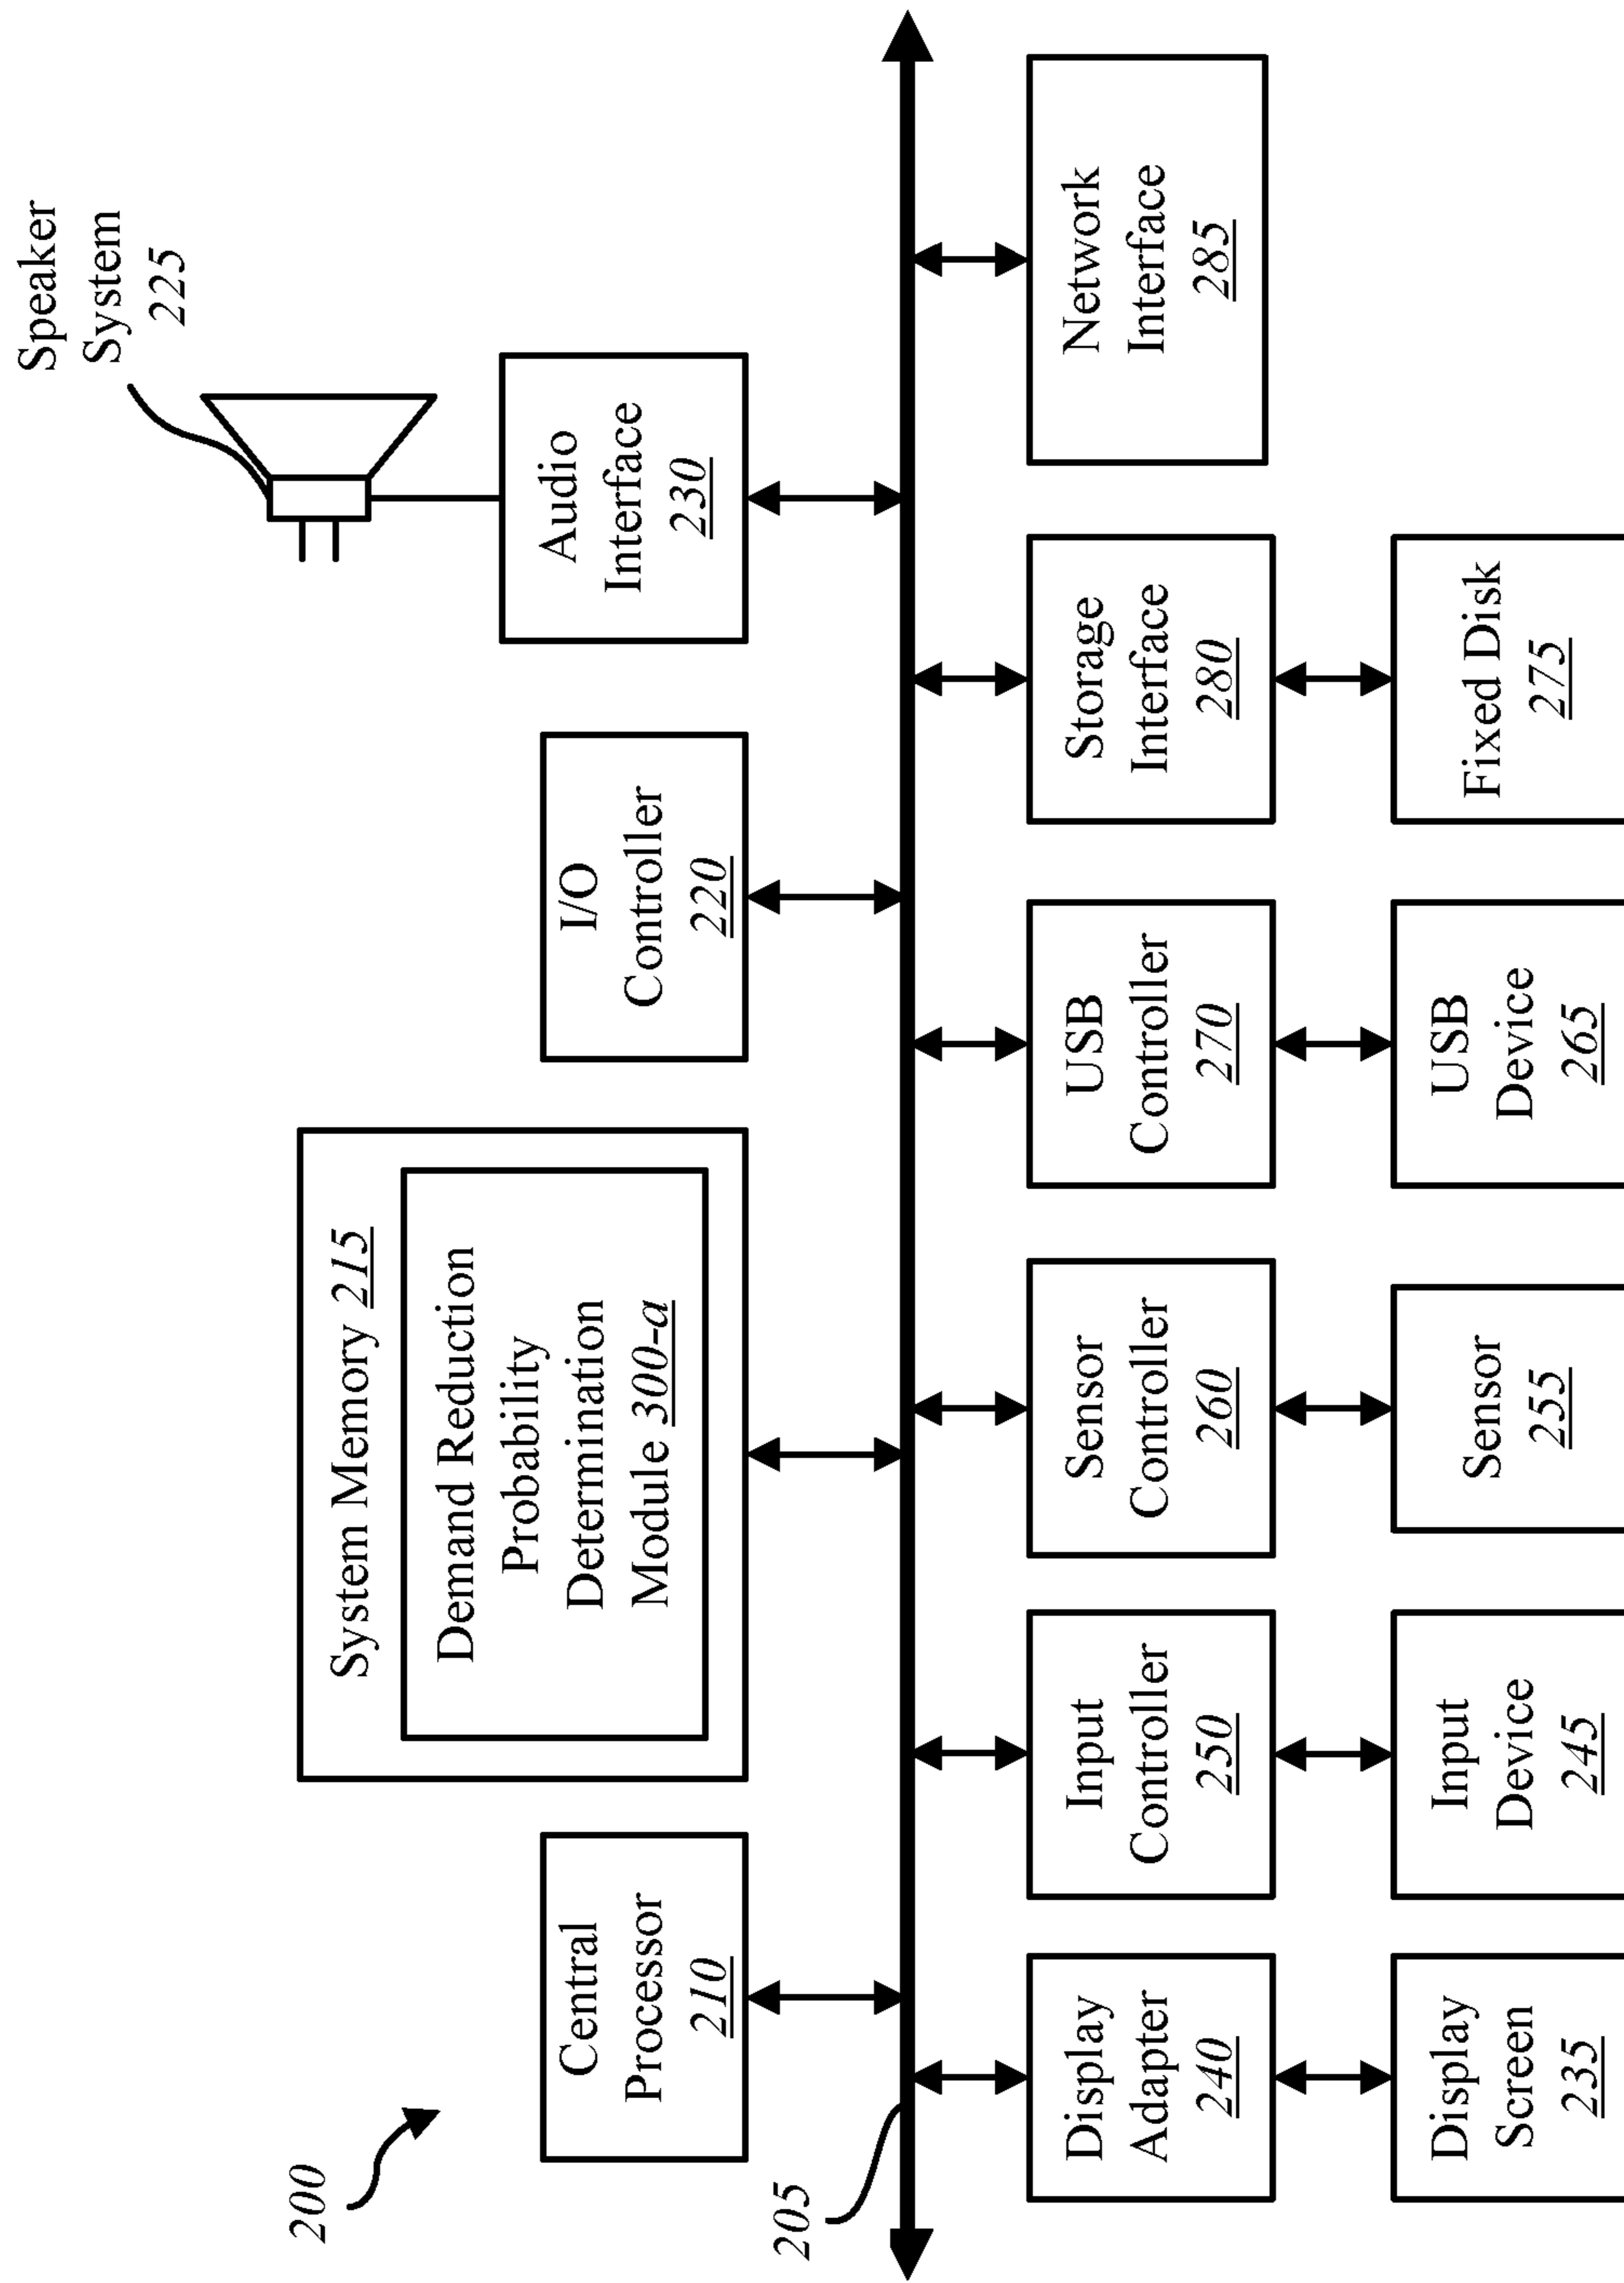 200
Speaker
System
225
Central
Processor
210
System Memory 215
Demand Reduction
Probability
Determination
Module 300-a
I/O
Controller
220
Audio
Interface
230
205
Display
Adapter
240
Input
Controller
250
Sensor
Controller
260
USB
Controller
270
Storage
Interface
280
Network
Interface
285
Display
Screen
235
Input
Device
245
Sensor
255
USB
Device
265
Fixed Disk
275